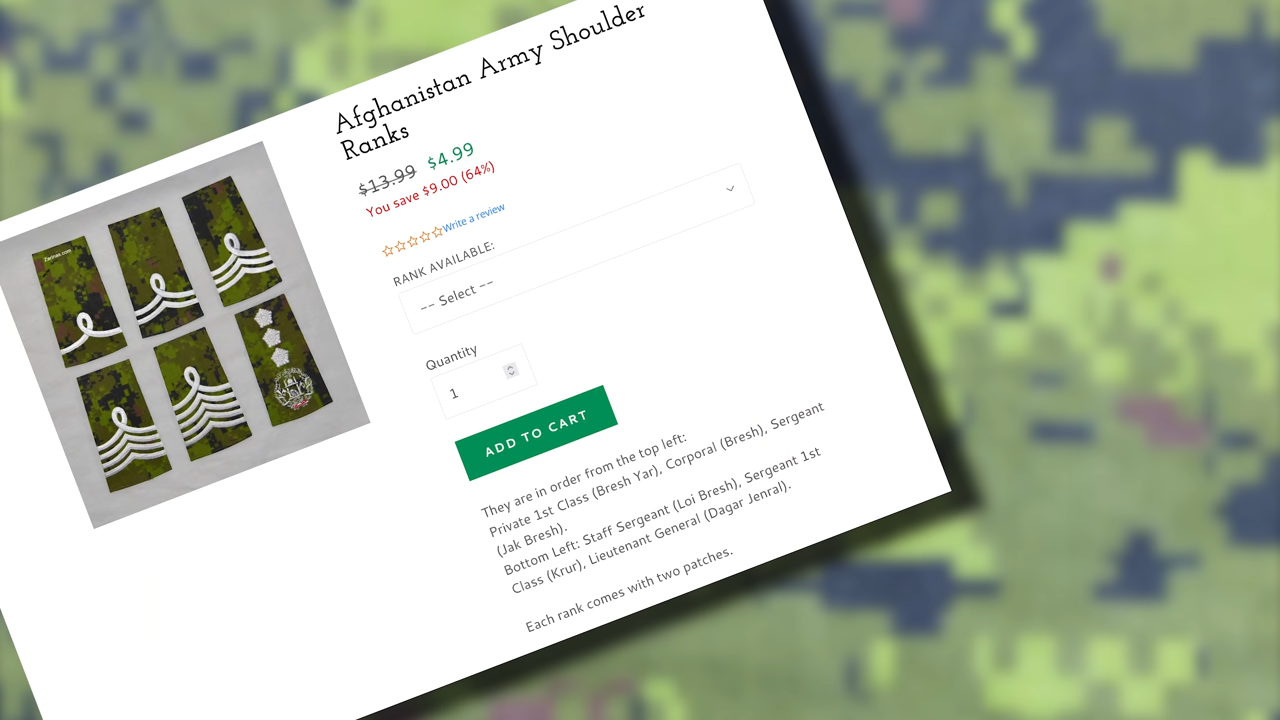 Afghanistan Army Shoulder
Ranks
$13.99 $4.99
You save $9.00 (64%)
Write a review
RANK AVAILABLE:
-- Select --
Quantity
1
ADD TO CART
They are in order from the top left:
Private 1st Class (Bresh Yar), Corporal (Bresh), Sergeant
(Jak Bresh).
Bottom Left: Staff Sergeant (Loi Bresh), Sergeant 1st
Class (Krur), Lieutenant General (Dagar Jenral).
Each rank comes with two patches.
Zarinas.com